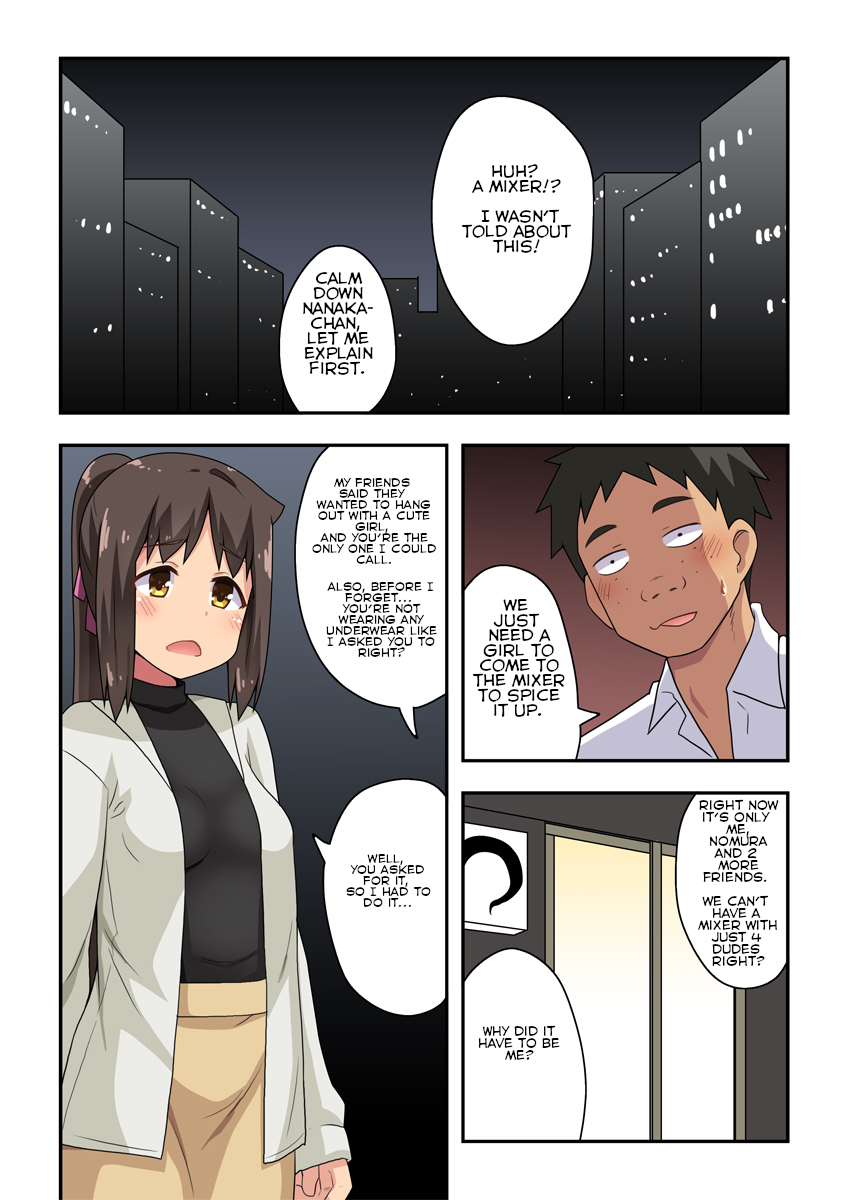 HUH?
A MIXER!?
I WASN'T
TOLD ABOUT
THIS!
CALM
DOWN
NANAKA-
CHAN,
LET ME
EXPLAIN
FIRST.
WE
JUST
NEED A
GIRL TO
COME TO
THE MIXER
TO SPICE
IT UP.
MY FRIENDS
SAID THEY
WANTED TO HANG
OUT WITH A CUTE
GIRL,
AND YOU'RE THE
ONLY ONE I COULD
CALL.
ALSO, BEFORE I
FORGET...
YOU'RE NOT
WEARING ANY
UNDERWEAR LIKE
I ASKED YOU TO
RIGHT?
WELL,
YOU ASKED
FOR IT,
SO I HAD TO
DO IT...
RIGHT NOW
IT'S ONLY
ME,
NOMURA
AND 2
MORE
FRIENDS.
WE CAN'T
HAVE A
MIXER WITH
JUST 4
DUDES
RIGHT?
WHY DID IT
HAVE TO BE
ME?